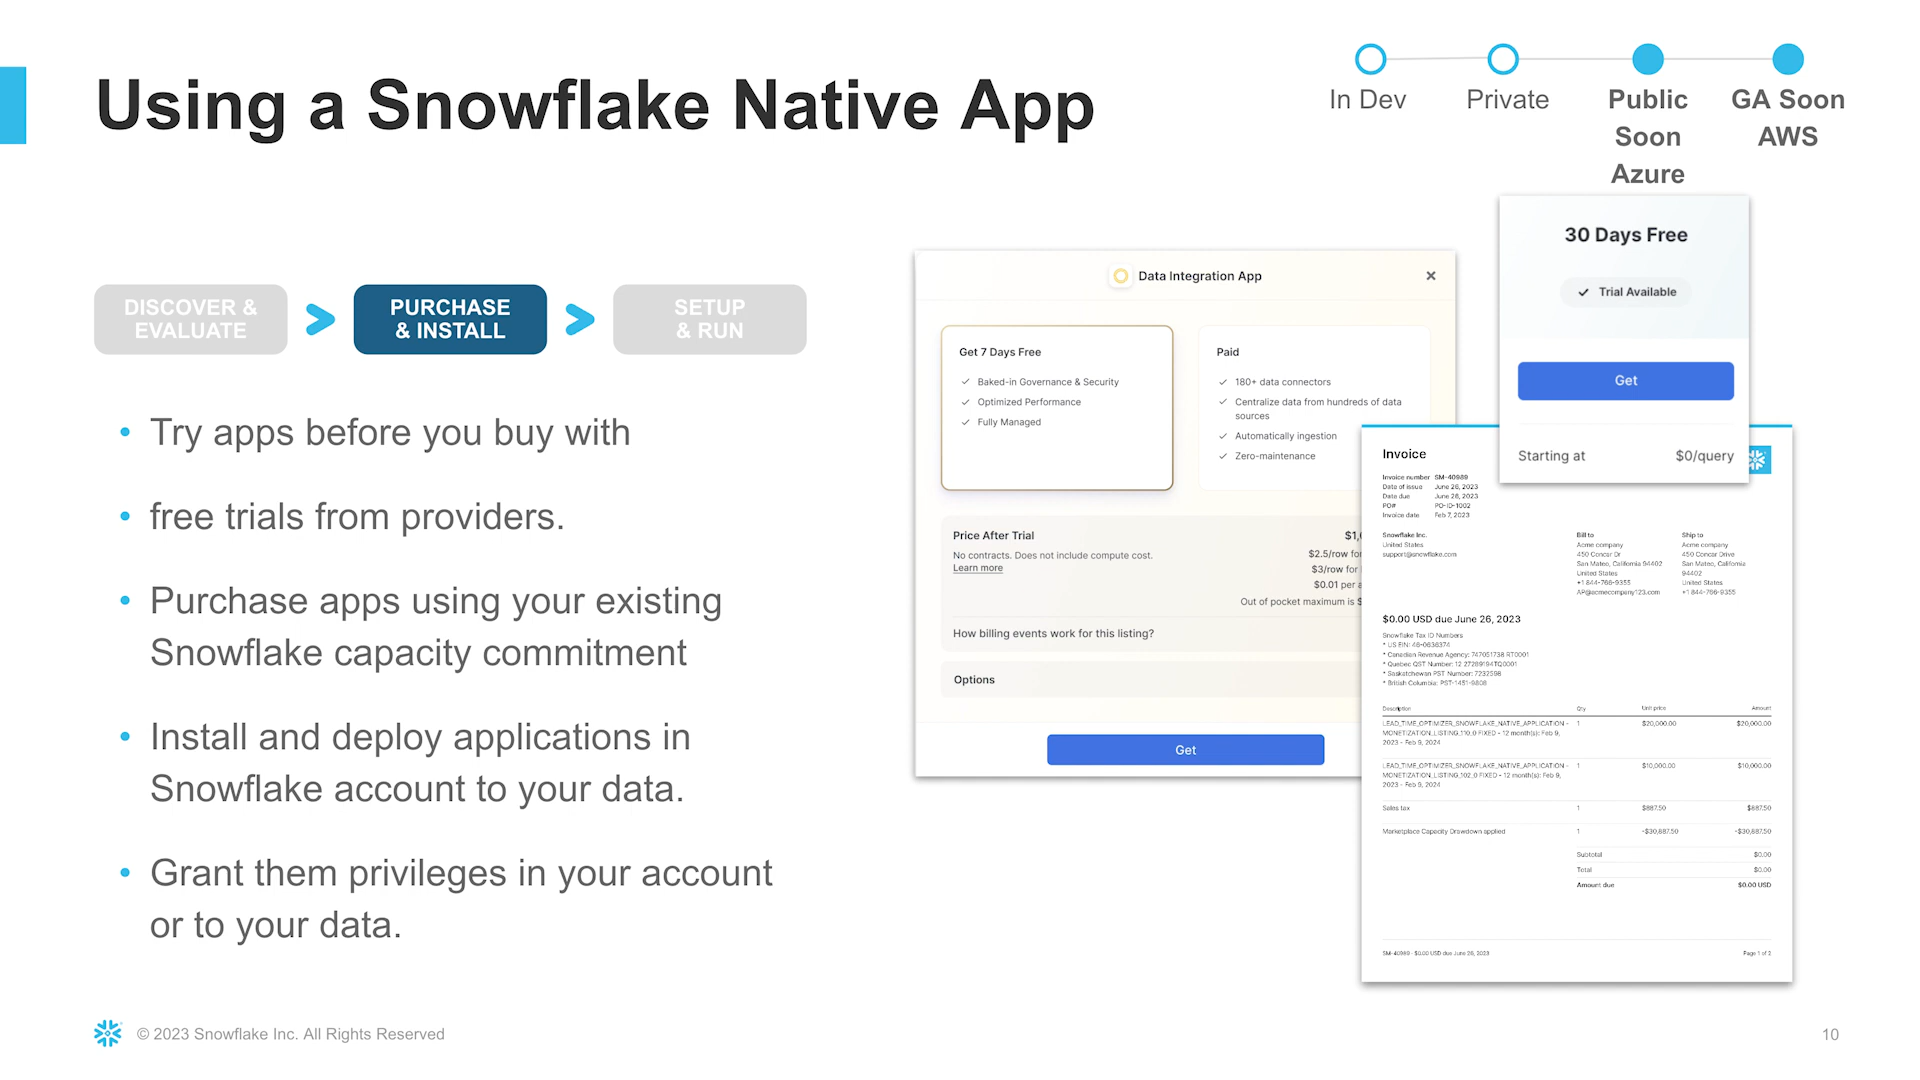 Using a Snowflake Native App
In Dev
Private
Public
Soon
Azure
GA Soon
AWS
DISCOVER &
EVALUATE
>
PURCHASE
& INSTALL
>
SETUP
& RUN
• Try apps before you buy with
• free trials from providers.
• Purchase apps using your existing
Snowflake capacity commitment
• Install and deploy applications in
Snowflake account to your data.
• Grant them privileges in your account
or to your data.
Data Integration App
Get 7 Days Free
Baked-in Governance & Security
Optimized Performance
Fully Managed
Paid
180+ data connectors
Centralize data from hundreds of data
sources
Automatically ingestion
Zero-maintenance
Price After Trial
No contracts. Does not include compute cost.
Learn more
$2.5/row
$3/row for
$0.01 per
Out of pocket maximum is
How billing events work for this listing?
Options
Get
30 Days Free
Trial Available
Get
Starting at $0/query
Invoice
Invoice number SM-40989
Date of issue June 26, 2023
Date due June 26, 2023
PO# PO-ID-1002
Invoice date Feb 7, 2023
Snowflake Inc.
United States
support@snowflake.com
Bill to
Acme company
450 Concar Dr
San Mateo, California 94402
United States
+1 844-766-9355
AP@acmecompany123.com
Ship to
Acme company
450 Concar Drive
San Mateo, California
94402
United States
+1 844-766-9355
$0.00 USD due June 26, 2023
Snowflake Tax ID Numbers
* US EIN: 46-0636374
* Canadian Revenue Agency: 747051738 RT0001
* Quebec QST Number: 12 27289194TQ0001
* Saskatchewan PST Number: 7232598
* British Columbia: PST-1451-9808
Description Qty Unit price Amount
LEAD_TIME_OPTIMIZER_SNOWFLAKE_NATIVE_APPLICATION - 1 $20,000.00 $20,000.00
MONETIZATION_LISTING_110_0 FIXED - 12 month(s): Feb 9,
2023 - Feb 9, 2024
LEAD_TIME_OPTIMIZER_SNOWFLAKE_NATIVE_APPLICATION - 1 $10,000.00 $10,000.00
MONETIZATION_LISTING_102_0 FIXED - 12 month(s): Feb 9,
2023 - Feb 9, 2024
Sales tax 1 $887.50 $887.50
Marketplace Capacity Drawdown applied 1 -$30,887.50 -$30,887.50
Subtotal $0.00
Total $0.00
Amount due $0.00 USD
SM-40989 - $0.00 USD due June 26, 2023
Page 1 of 2
© 2023 Snowflake Inc. All Rights Reserved
10